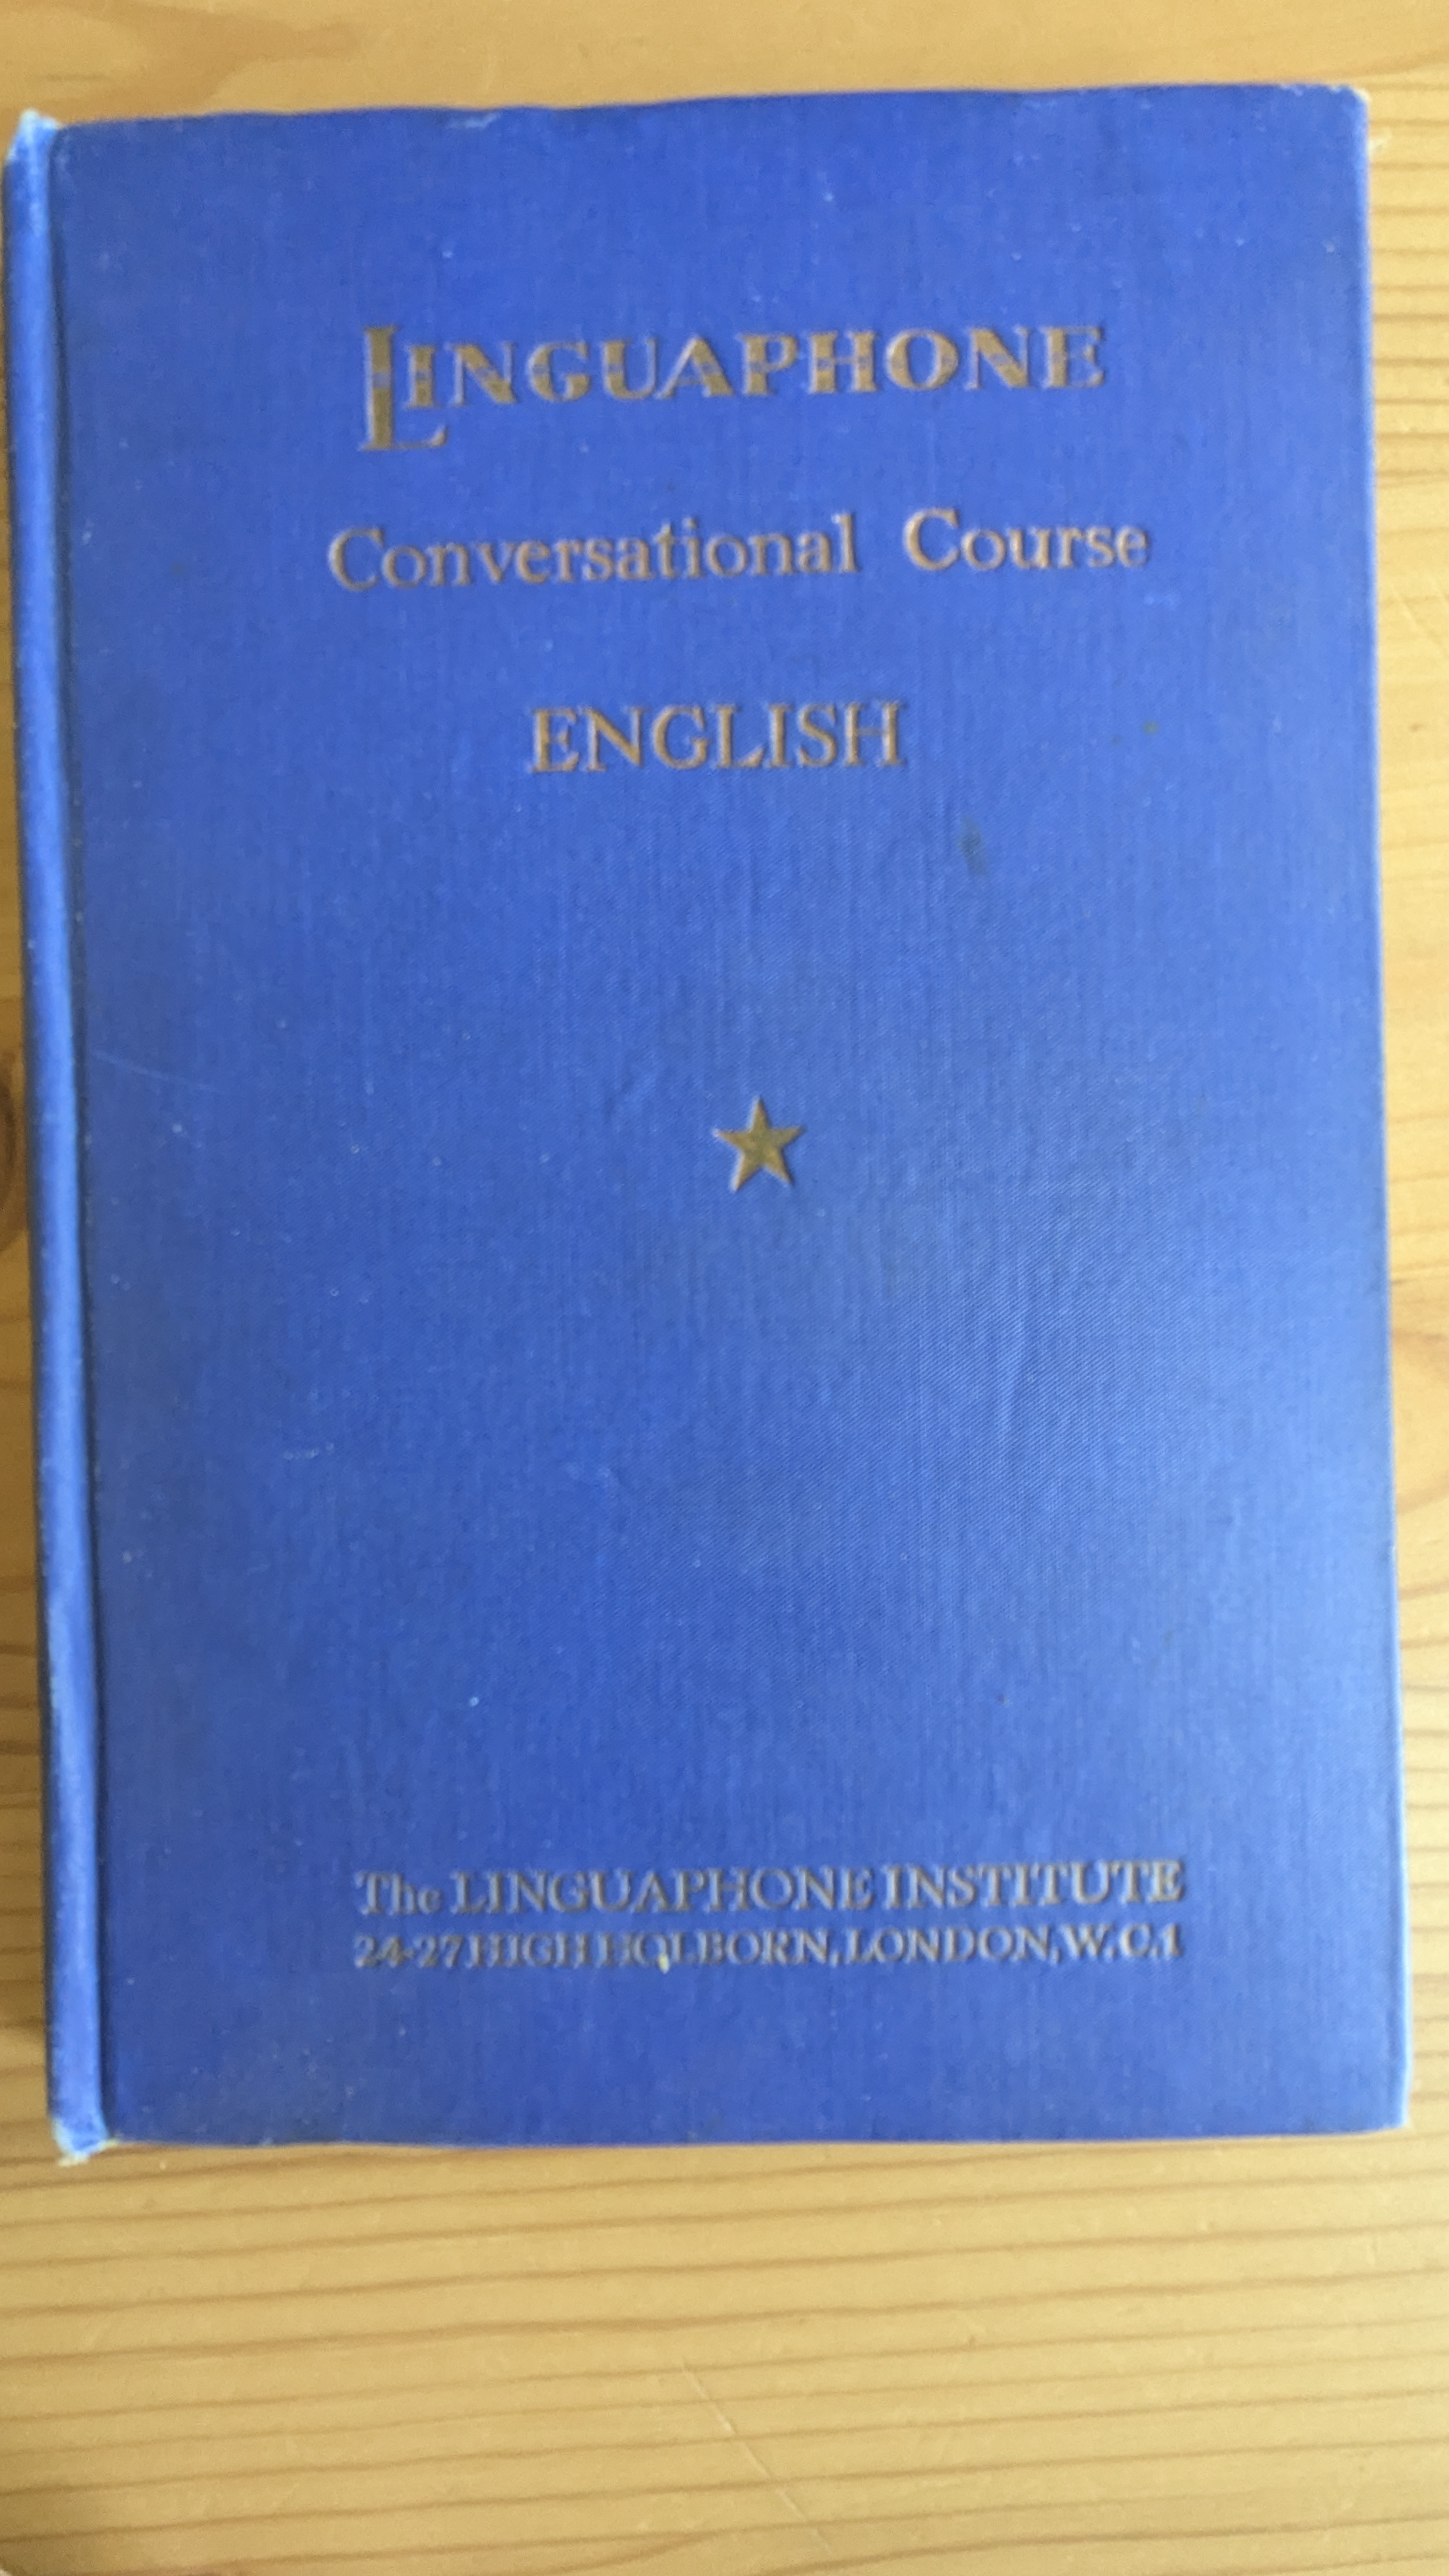 LINGUAPHONE
Conversational Course
ENGLISH
The LINGUAPHONE INSTITUTE
24-27 HIGH HOLBORN, LONDON, W.C.1